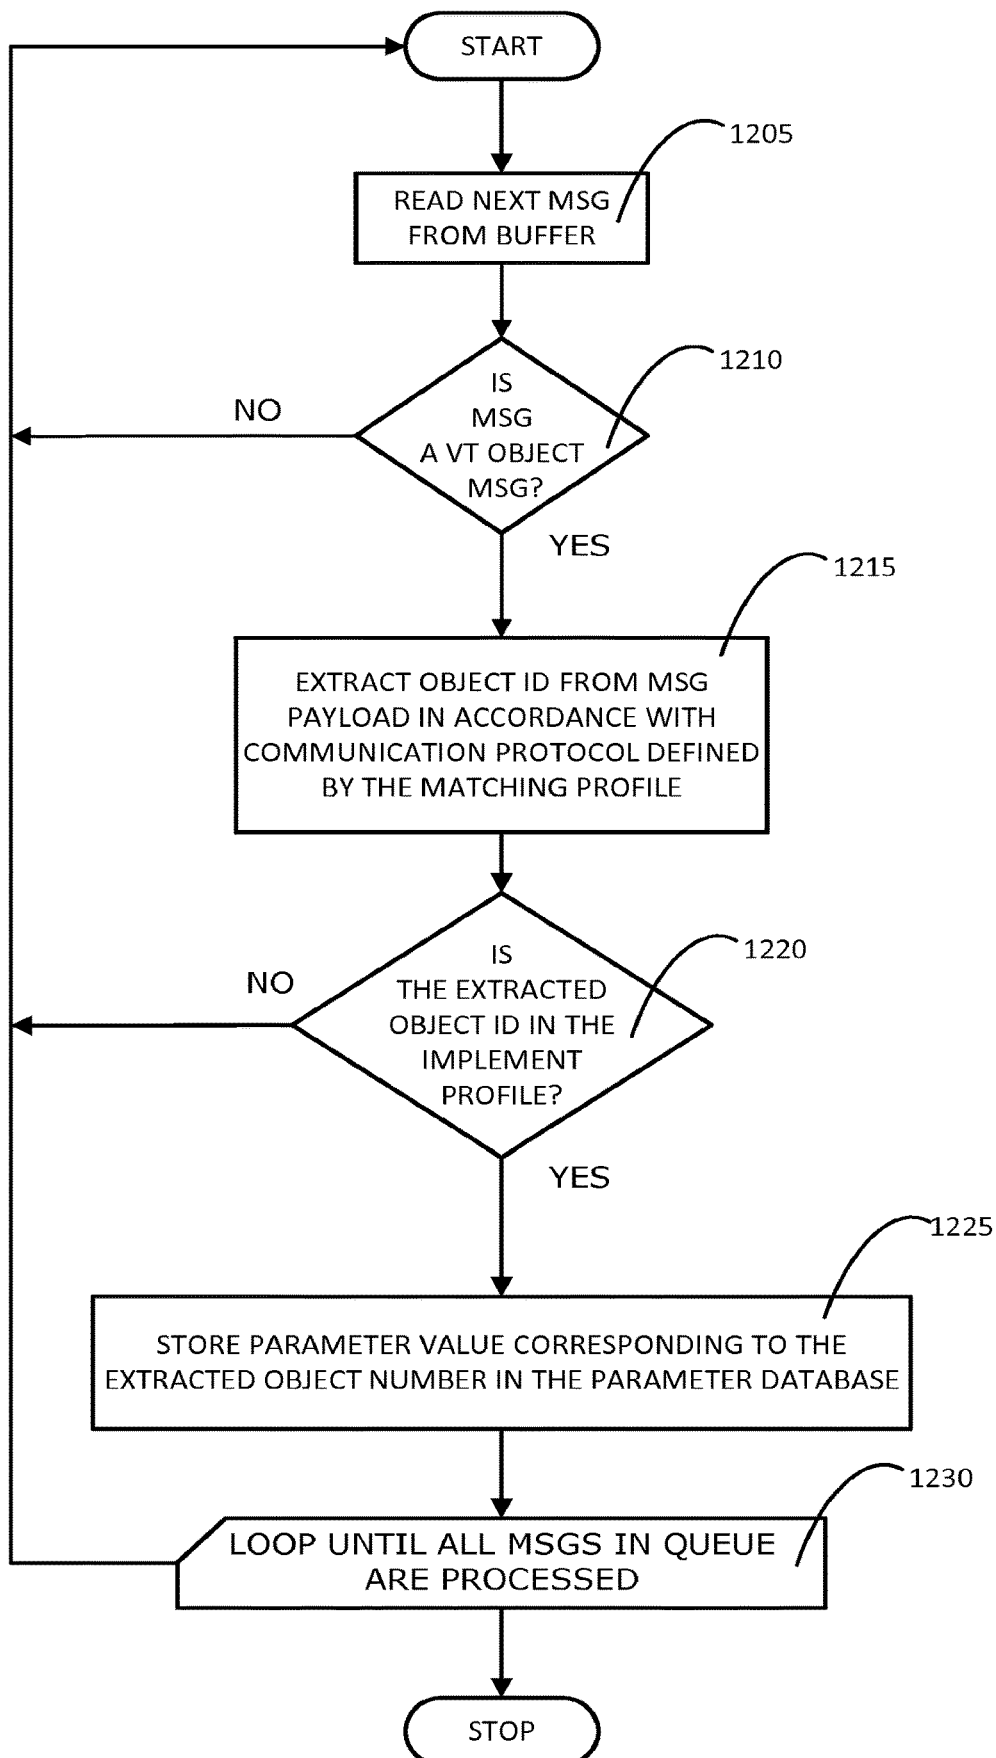 START
1205
READ NEXT MSG
FROM BUFFER
1210
IS
MSG
A VT OBJECT
MSG?
NO
YES
1215
EXTRACT OBJECT ID FROM MSG
PAYLOAD IN ACCORDANCE WITH
COMMUNICATION PROTOCOL DEFINED
BY THE MATCHING PROFILE
1220
IS
THE EXTRACTED
OBJECT ID IN THE
IMPLEMENT
PROFILE?
NO
YES
1225
STORE PARAMETER VALUE CORRESPONDING TO THE
EXTRACTED OBJECT NUMBER IN THE PARAMETER DATABASE
1230
LOOP UNTIL ALL MSGS IN QUEUE
ARE PROCESSED
STOP